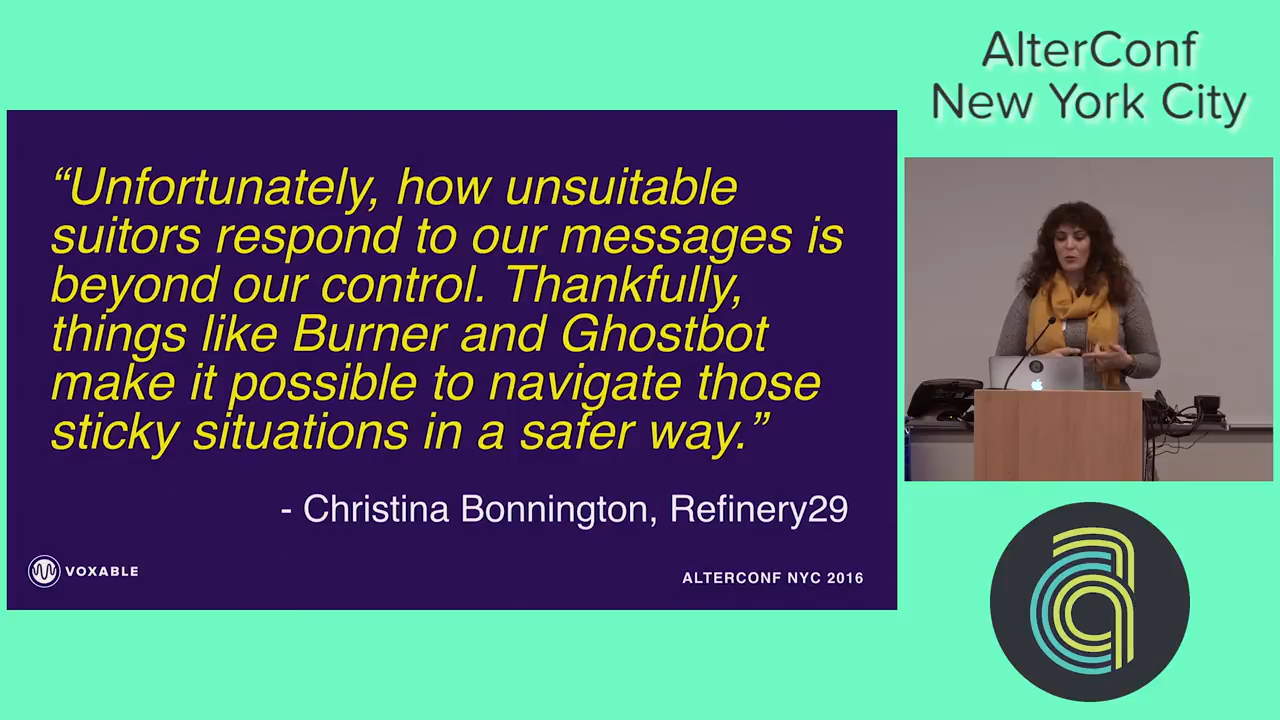 AlterConf
New York City
“Unfortunately, how unsuitable
suitors respond to our messages is
beyond our control. Thankfully,
things like Burner and Ghostbot
make it possible to navigate those
sticky situations in a safer way.”
- Christina Bonnington, Refinery29
VOXABLE
ALTERCONF NYC 2016